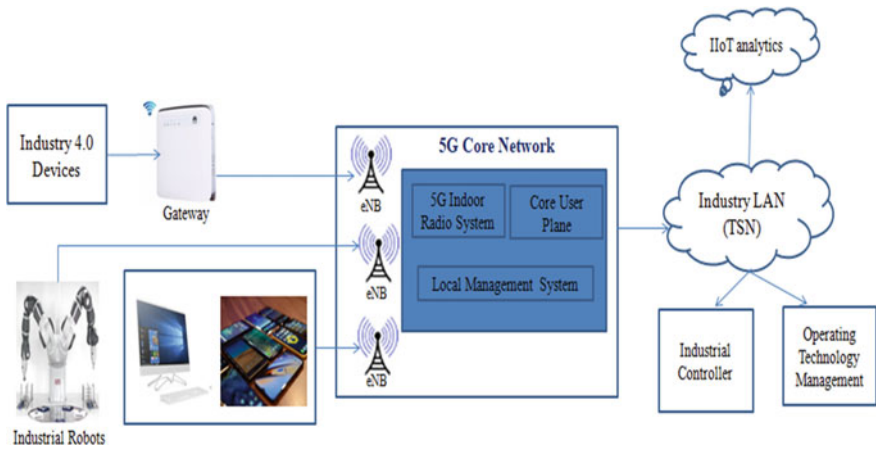 IIoT analytics
Industry 4.0
Devices
Gateway
5G Core Network
eNB
5G Indoor
Radio System
Core User
Plane
eNB
Local Management System
eNB
Industry LAN
(TSN)
Industrial
Controller
Operating
Technology
Management
Industrial Robots